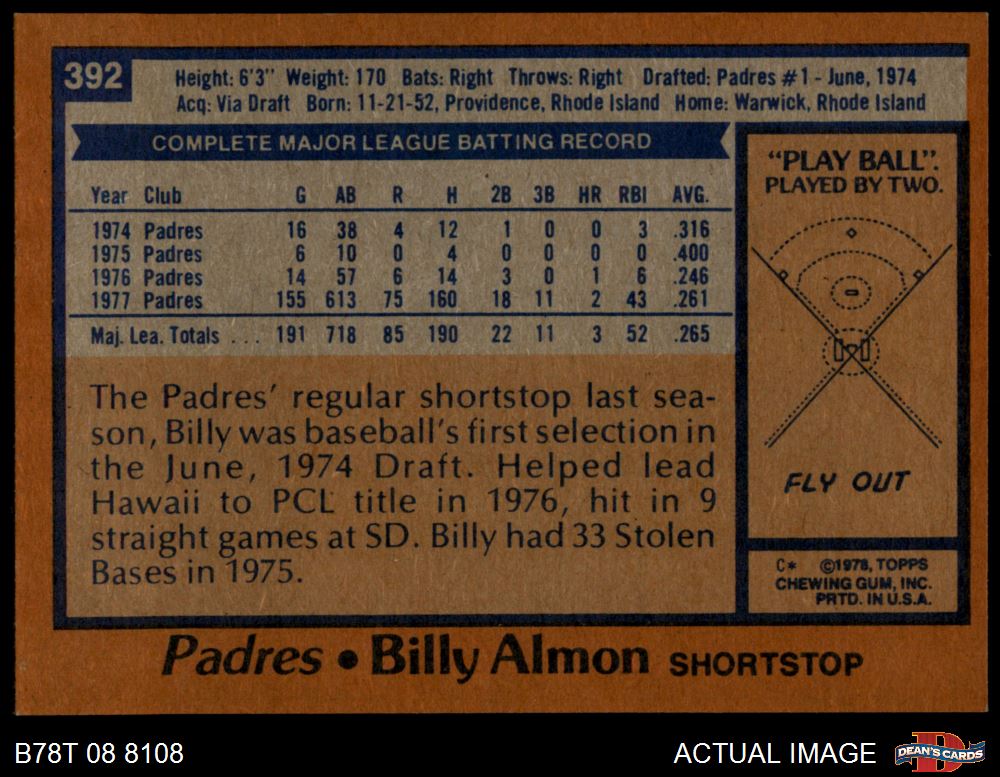 392
Height: 6'3" Weight: 170 Bats: Right Throws: Right Drafted: Padres #1 - June, 1974
Acq: Via Draft Born: 11-21-52, Providence, Rhode Island Home: Warwick, Rhode Island
COMPLETE MAJOR LEAGUE BATTING RECORD
Year Club G AB R H 2B 3B HR RBI AVG.
1974 Padres 16 38 4 12 1 0 0 3 .316
1975 Padres 6 10 0 4 0 0 0 0 .400
1976 Padres 14 57 6 14 3 0 1 6 .246
1977 Padres 155 613 75 160 18 11 2 43 .261
Maj. Lea. Totals . . . 191 718 85 190 22 11 3 52 .265
The Padres' regular shortstop last sea-
son, Billy was baseball's first selection in
the June, 1974 Draft. Helped lead
Hawaii to PCL title in 1976, hit in 9
straight games at SD. Billy had 33 Stolen
Bases in 1975.
"PLAY BALL".
PLAYED BY TWO.
FLY OUT
C* ©1978, TOPPS
CHEWING GUM, INC.
PRTD. IN U.S.A.
Padres • Billy Almon SHORTSTOP
B78T 08 8108
ACTUAL IMAGE
DEAN'S CARDS